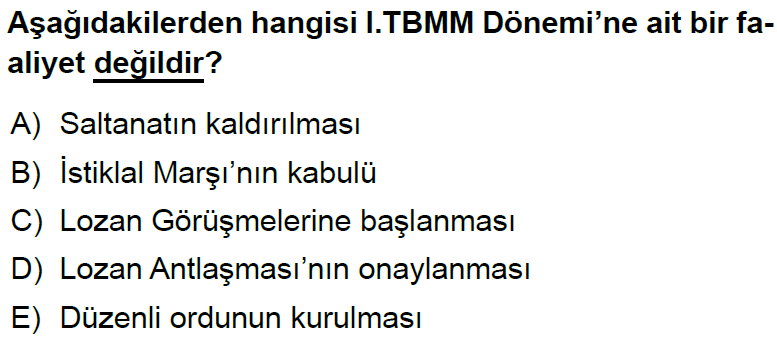 Aşağıdakilerden hangisi I.TBMM Dönemi’ne ait bir fa-
aliyet değildir?
A) Saltanatın kaldırılması
B) İstiklal Marşı’nın kabulü
C) Lozan Görüşmelerine başlanması
D) Lozan Antlaşması’nın onaylanması
E) Düzenli ordunun kurulması